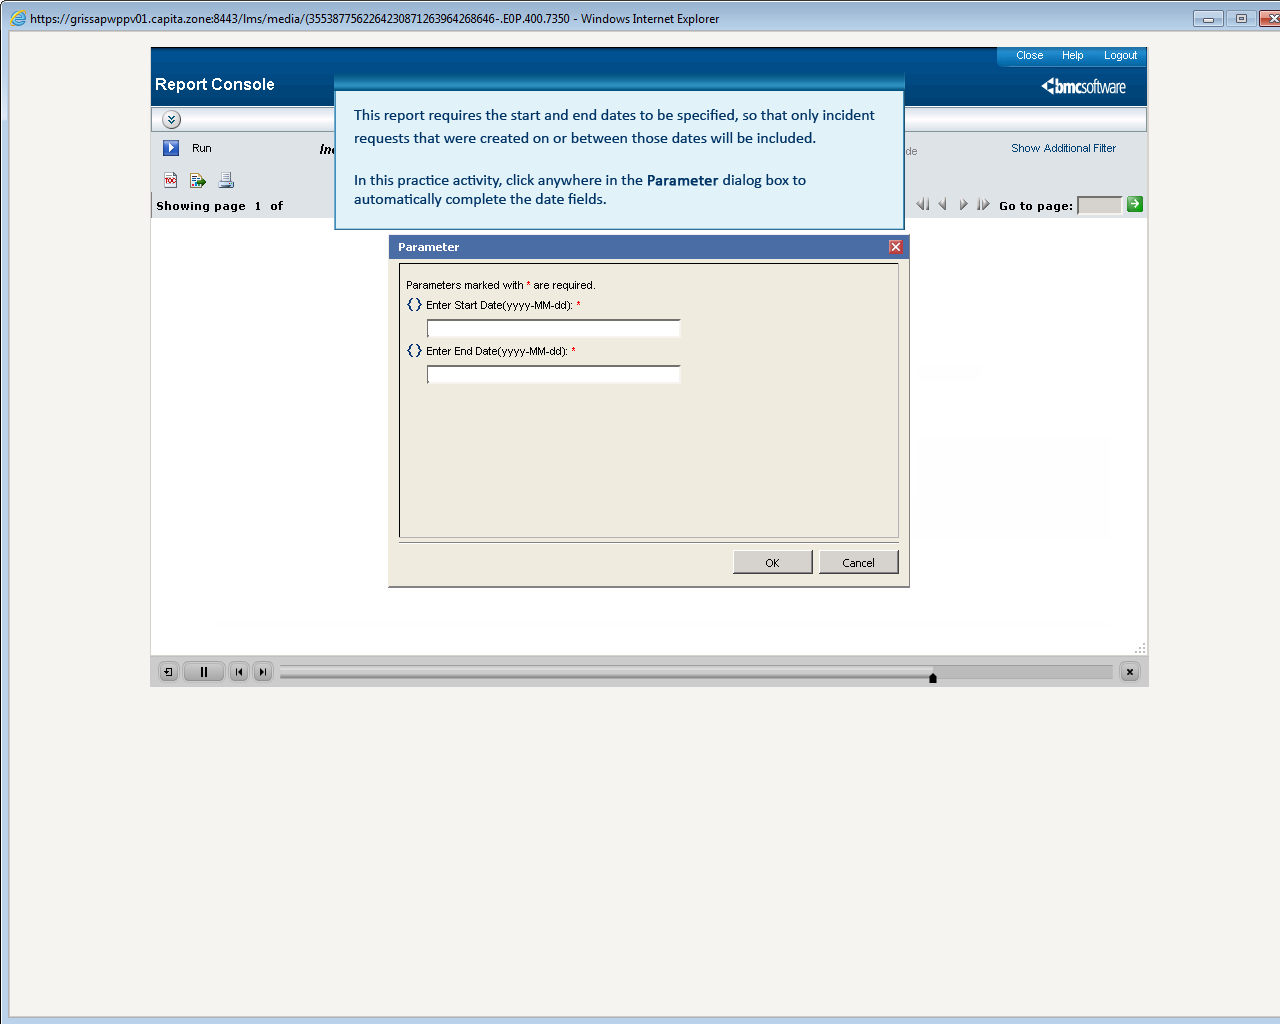 https://grissapwppv01.capita.zone:8443/lms/media/(3553877562264230871263964268646-.E0P.400.7350 - Windows Internet Explorer
Close Help Logout
Report Console
bmcsoftware
This report requires the start and end dates to be specified, so that only incident
requests that were created on or between those dates will be included.
In this practice activity, click anywhere in the Parameter dialog box to
automatically complete the date fields.
Run
Show Additional Filter
TOC
Showing page 1 of
Go to page:
Parameter
Parameters marked with * are required.
{} Enter Start Date(yyyy-MM-dd): *
{} Enter End Date(yyyy-MM-dd): *
OK Cancel